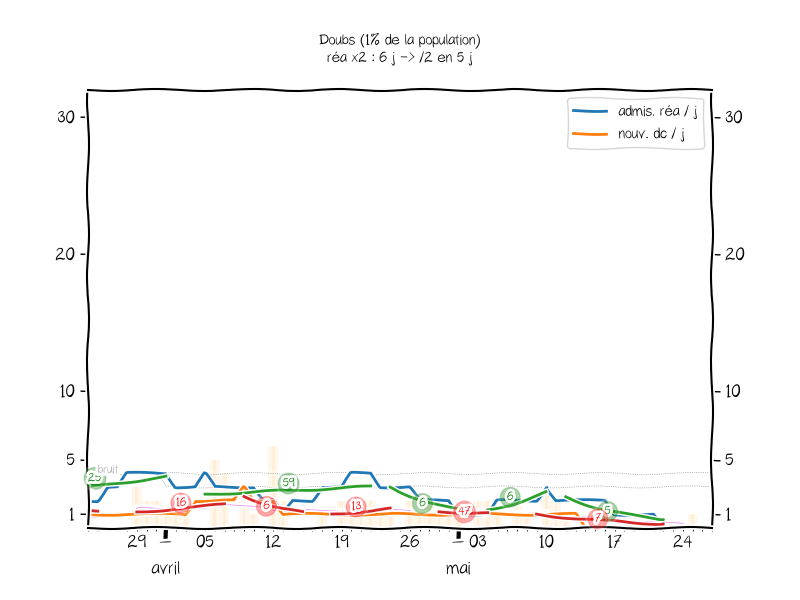 Doubs (1% de la population)
réa x2 : 6 j -> /2 en 5 j
admis. réa / j
nouv. dc / j
30
30
20
20
10
10
5
5
1
1
bruit
25
16
6
59
13
6
47
6
5
7
29 05 12 19 26 03 10 17 24
avril mai